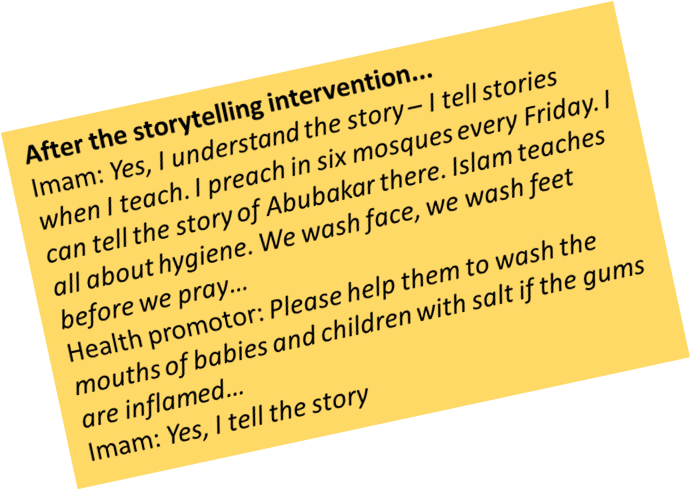 After the storytelling intervention...
Imam: Yes, I understand the story – I tell stories
when I teach. I preach in six mosques every Friday. I
can tell the story of Abubakar there. Islam teaches
all about hygiene. We wash face, we wash feet
before we pray...
Health promotor: Please help them to wash the
mouths of babies and children with salt if the gums
are inflamed...
Imam: Yes, I tell the story